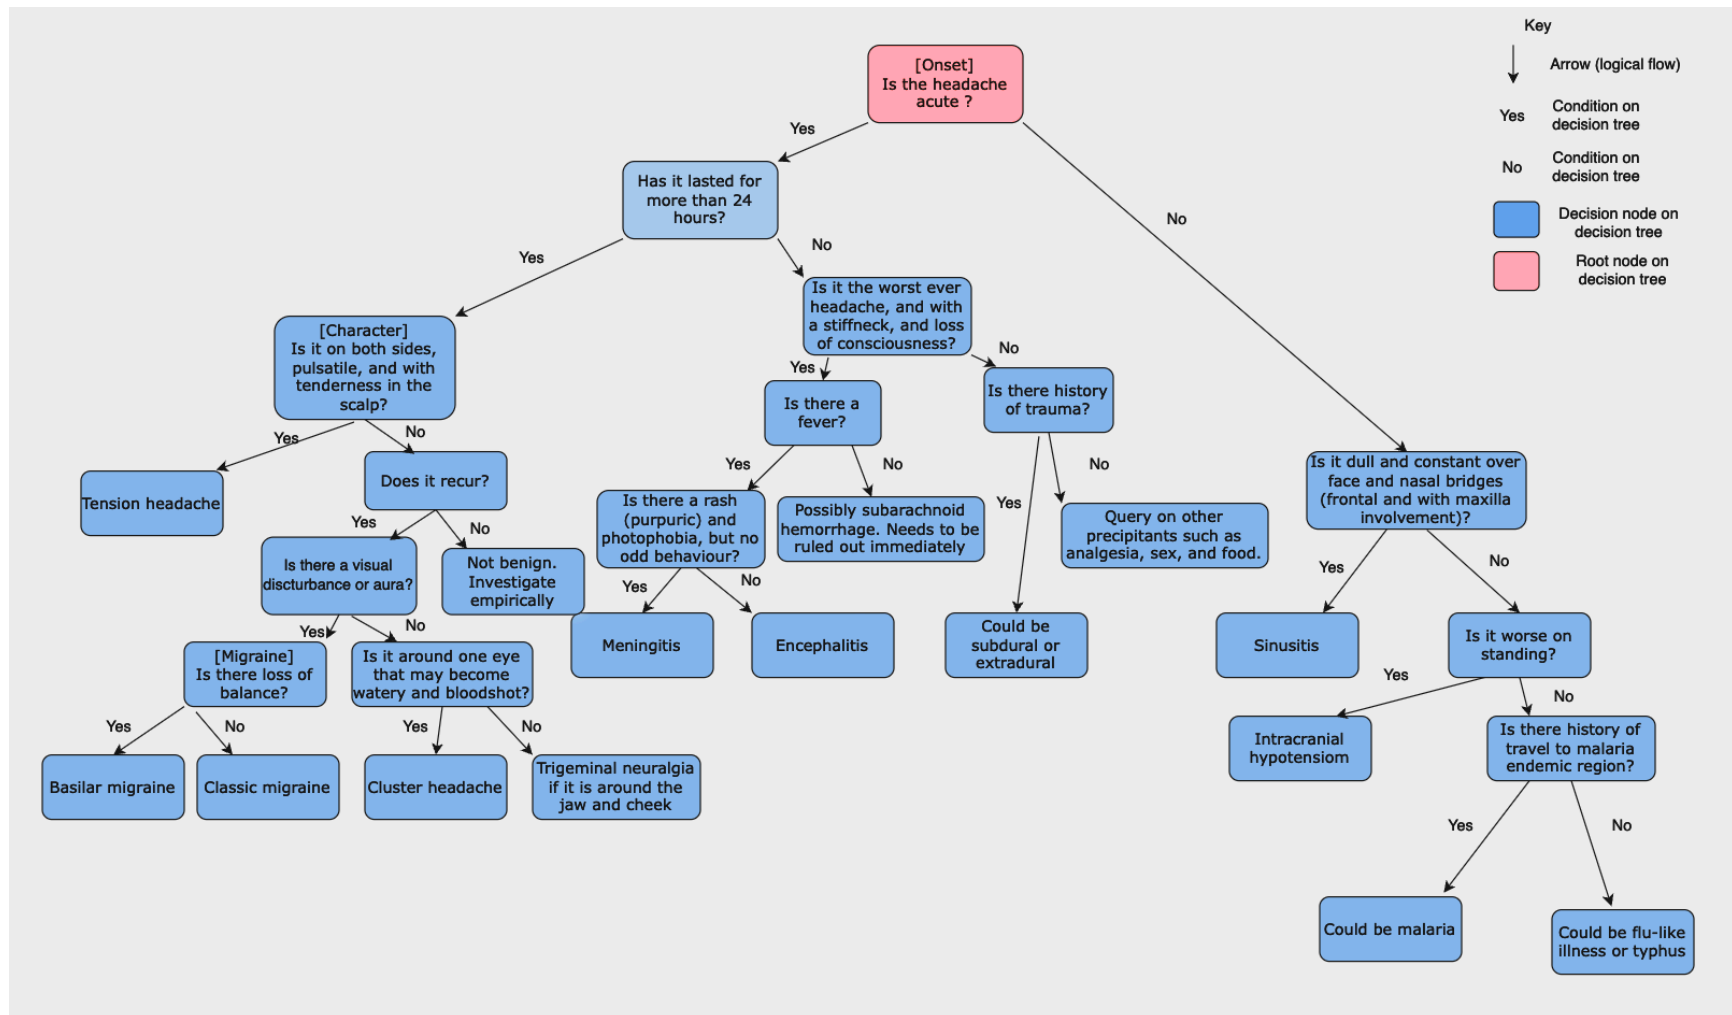 [Onset]
Is the headache
acute ?
Key
Arrow (logical flow)
Yes
Condition on
decision tree
No
Condition on
decision tree
Decision node on
decision tree
Root node on
decision tree
Yes
No
Has it lasted for
more than 24
hours?
Yes
No
Is it the worst ever
headache, and with
a stiffneck, and loss
of consciousness?
[Character]
Is it on both sides,
pulsatile, and with
tenderness in the
scalp?
Yes
No
Is there a
fever?
Is there history
of trauma?
Yes
No
Tension headache
Does it recur?
Yes
No
Is there a rash
(purpuric) and
photophobia, but no
odd behaviour?
Possibly subarachnoid
hemorrhage. Needs to be
ruled out immediately
Yes
No
Query on other
precipitants such as
analgesia, sex, and food.
Is it dull and constant over
face and nasal bridges
(frontal and with maxilla
involvement)?
Yes
No
Is there a visual
discturbance or aura?
Not benign.
Investigate
empirically
Yes
No
Meningitis
Encephalitis
Could be
subdural or
extradural
Yes
No
Sinusitis
Is it worse on
standing?
Yes
No
[Migraine]
Is there loss of
balance?
Is it around one eye
that may become
watery and bloodshot?
Yes
No
Intracranial
hypotensiom
Is there history of
travel to malaria
endemic region?
Yes
No
Yes
No
Basilar migraine
Classic migraine
Cluster headache
Trigeminal neuralgia
if it is around the
jaw and cheek
Yes
No
Could be malaria
Could be flu-like
illness or typhus